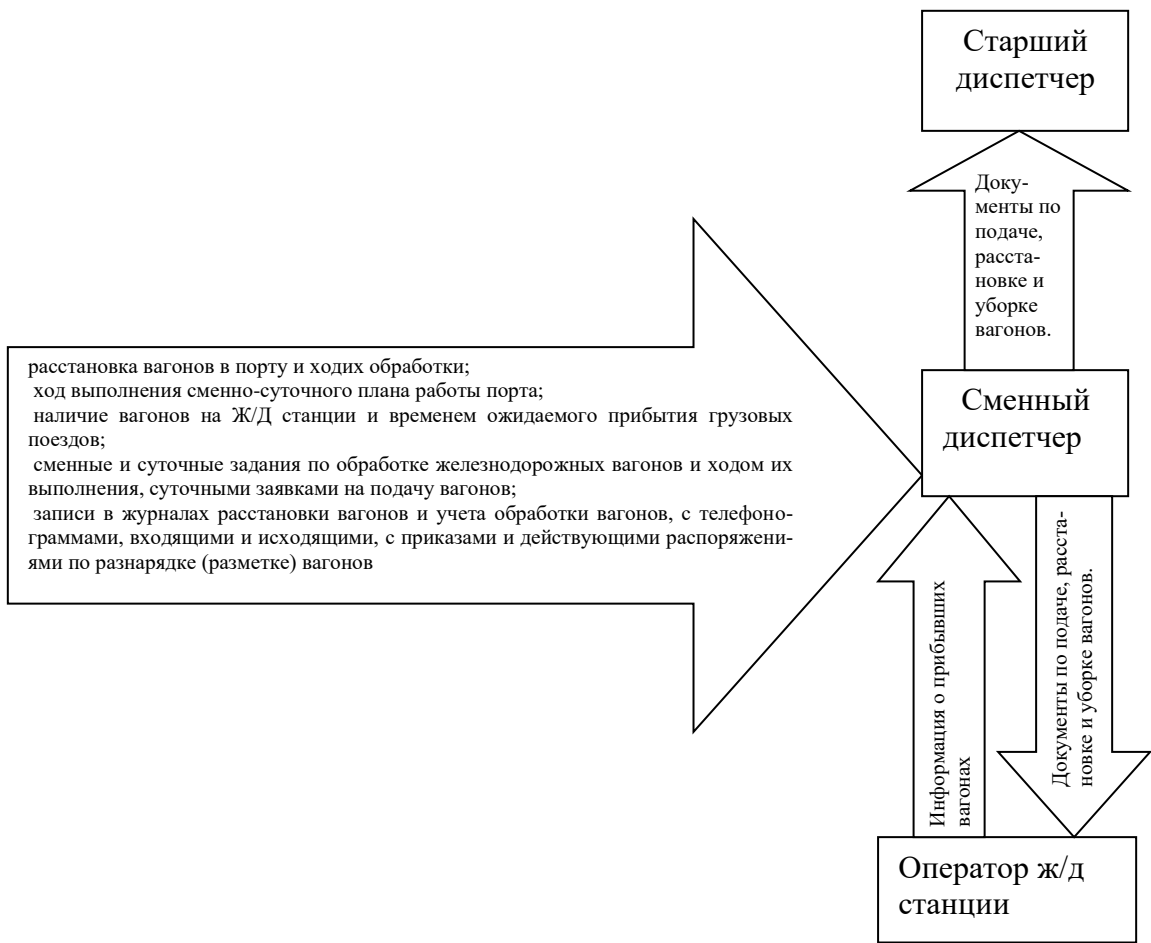 Старший
диспетчер
Доку-
менты по
подаче,
расста-
новке и
уборке
вагонов.
расстановка вагонов в порту и ходих обработки;
ход выполнения сменно-суточного плана работы порта;
наличие вагонов на Ж/Д станции и временем ожидаемого прибытия грузовых
поездов;
сменные и суточные задания по обработке железнодорожных вагонов и ходом их
выполнения, суточными заявками на подачу вагонов;
записи в журналах расстановки вагонов и учета обработки вагонов, с телефоно-
граммами, входящими и исходящими, с приказами и действующими распоряжени-
ями по разнарядке (разметке) вагонов
Сменный
диспетчер
Информация о прибывших
вагонах
Документы по подаче, расста-
новке и уборке вагонов.
Оператор ж/д
станции